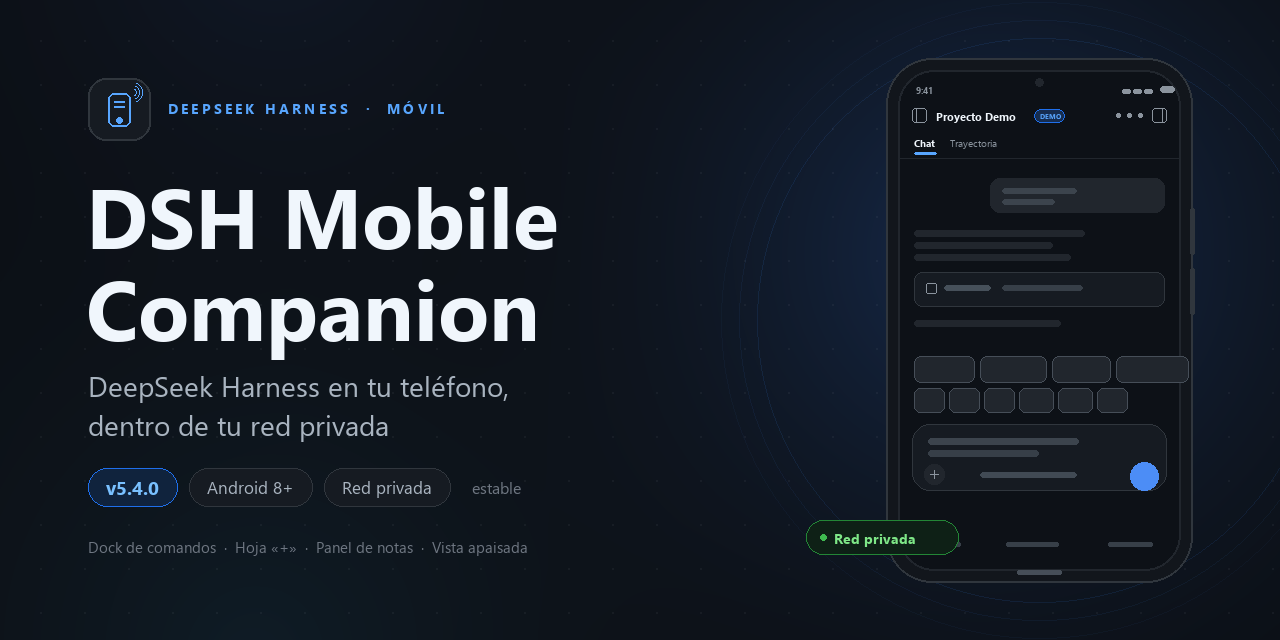 DEEPSEEK HARNESS · MÓVIL
DSH Mobile
Companion
DeepSeek Harness en tu teléfono,
dentro de tu red privada
v5.4.0
Android 8+
Red privada
estable
Dock de comandos · Hoja «+» · Panel de notas · Vista apaisada
9:41
Proyecto Demo
DEMO
Chat
Trayectoria
+
Red privada